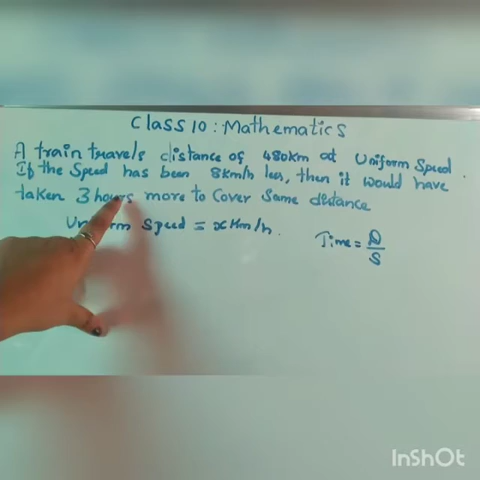 Class 10 : Mathematics
A train travels distance of 480km at Uniform Speed.
If the Speed has been 8km/h less, then it would have
taken 3 hours more to Cover Same distance
Uniform Speed = x km/h.
Time = D/S
InShOt